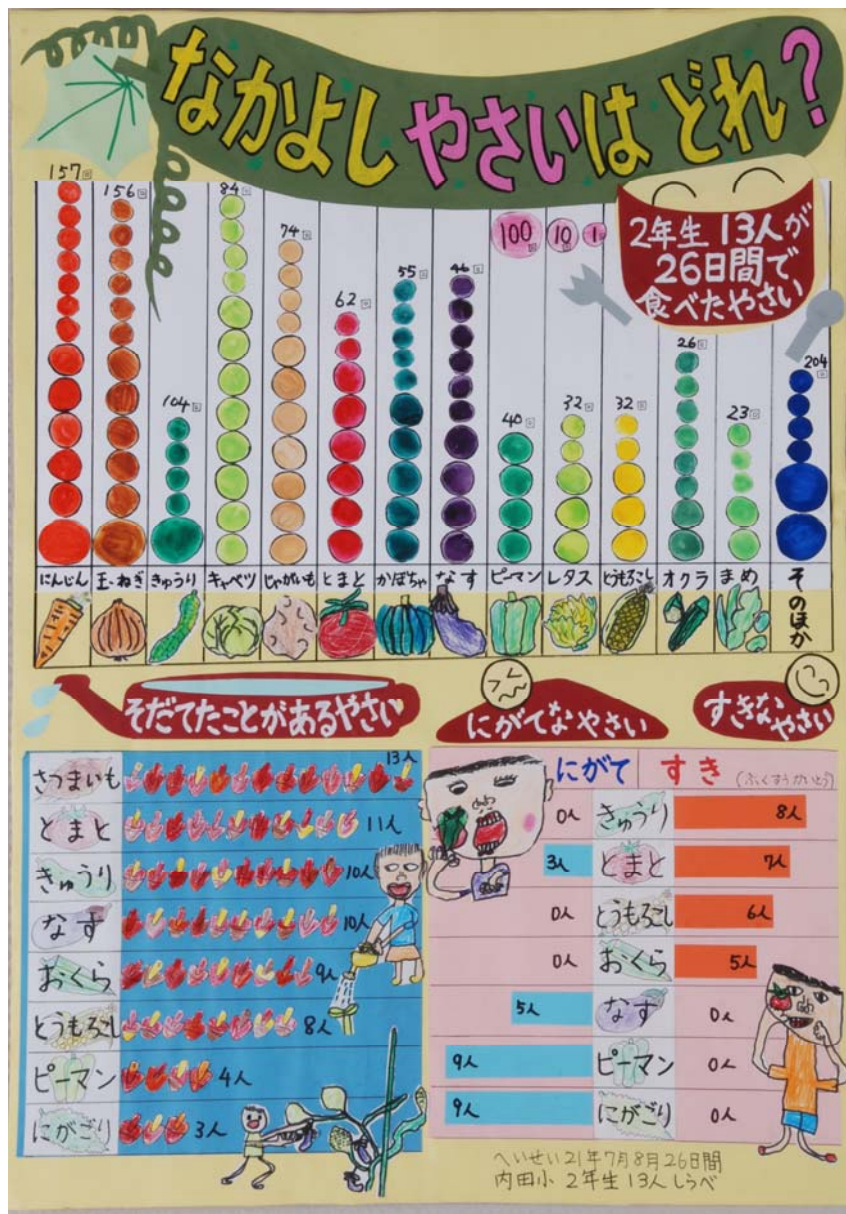 なかよし やさいは どれ?
2年生 13人が
26日間で
食べたやさい
100回 10回 1回
157回
156回
104回
84回
74回
62回
55回
46回
40回
32回
32回
26回
23回
204回
にんじん
玉ねぎ
きゅうり
キャベツ
じゃがいも
とまと
かぼちゃ
なす
ピーマン
レタス
とうもろこし
オクラ
まめ
そのほか
そだてたことがあるやさい
さつまいも 13人
とまと 11人
きゅうり 10人
なす 10人
おくら 9人
とうもろこし 8人
ピーマン 4人
にがごり 3人
にがてなやさい
すきな
やさい
にがて すき (ふくすうかいとう)
0人 きゅうり 8人
3人 とまと 7人
0人 とうもろこし 6人
0人 おくら 5人
5人 なす 0人
9人 ピーマン 0人
9人 にがごり 0人
へいせい21年7月8月26日間
内田小 2年生13人しらべ